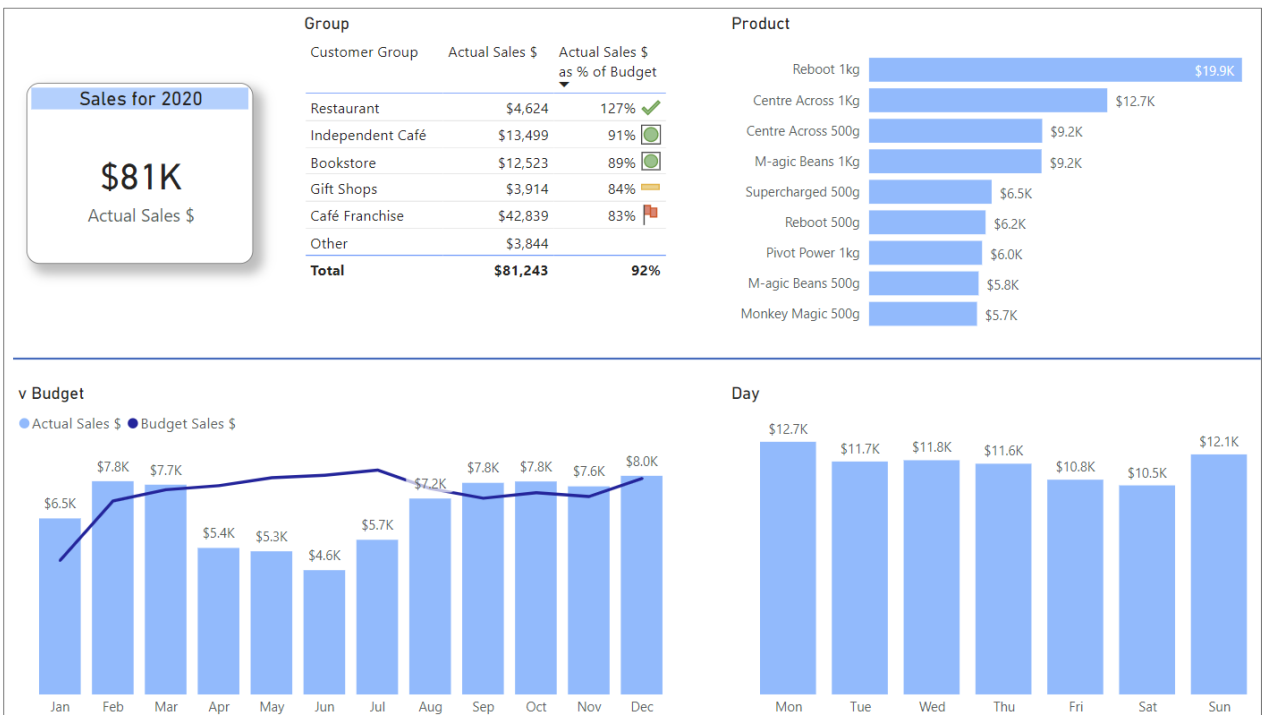 Sales for 2020
$81K
Actual Sales $
Group
Customer Group Actual Sales $ Actual Sales $
as % of Budget
Restaurant $4,624 127%
Independent Café $13,499 91%
Bookstore $12,523 89%
Gift Shops $3,914 84%
Café Franchise $42,839 83%
Other $3,844
Total $81,243 92%
Product
Reboot 1kg $19.9K
Centre Across 1Kg $12.7K
Centre Across 500g $9.2K
M-agic Beans 1Kg $9.2K
Supercharged 500g $6.5K
Reboot 500g $6.2K
Pivot Power 1kg $6.0K
M-agic Beans 500g $5.8K
Monkey Magic 500g $5.7K
v Budget
Actual Sales $ Budget Sales $
$6.5K $7.8K $7.7K $5.4K $5.3K $4.6K $5.7K $7.2K $7.8K $7.8K $7.6K $8.0K
Jan Feb Mar Apr May Jun Jul Aug Sep Oct Nov Dec
Day
$12.7K $11.7K $11.8K $11.6K $10.8K $10.5K $12.1K
Mon Tue Wed Thu Fri Sat Sun